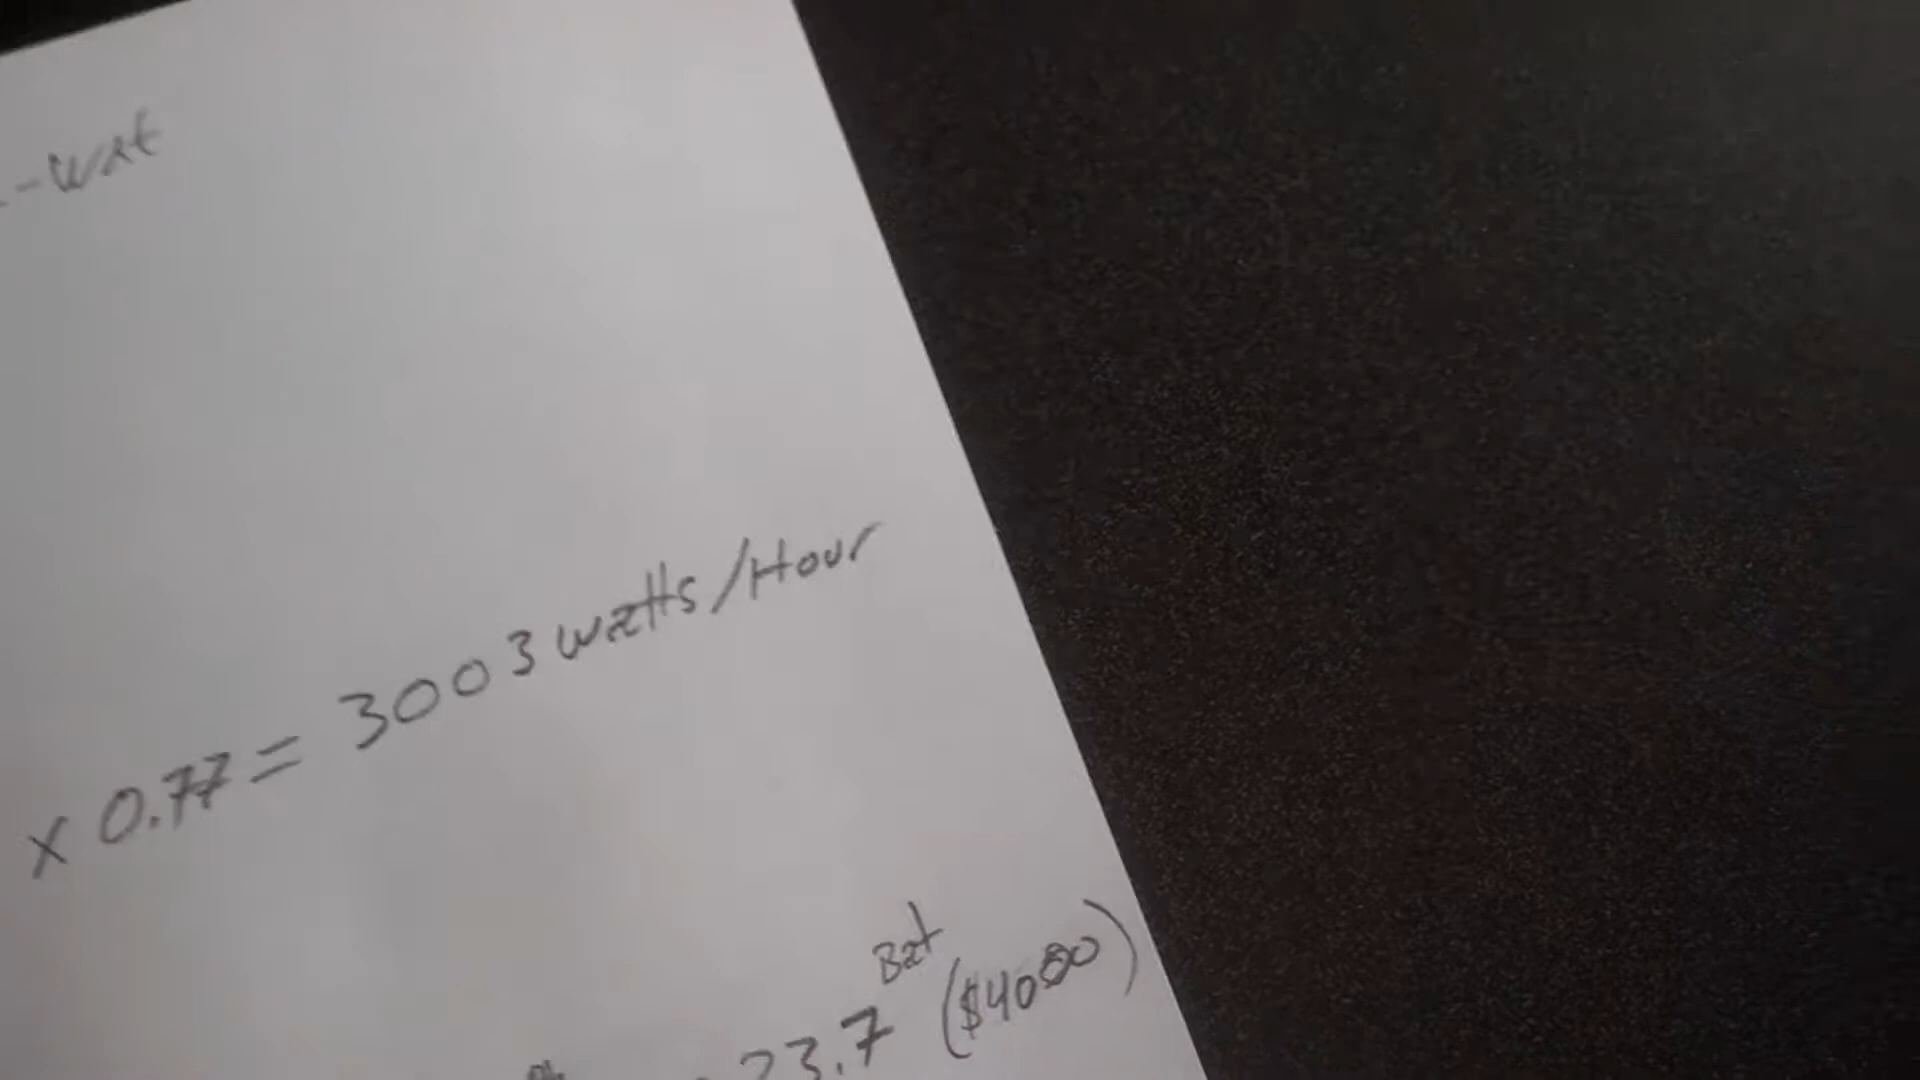 -Wat
x 0.77 = 3003 watts/Hour
Bat
23.7 ($4000)